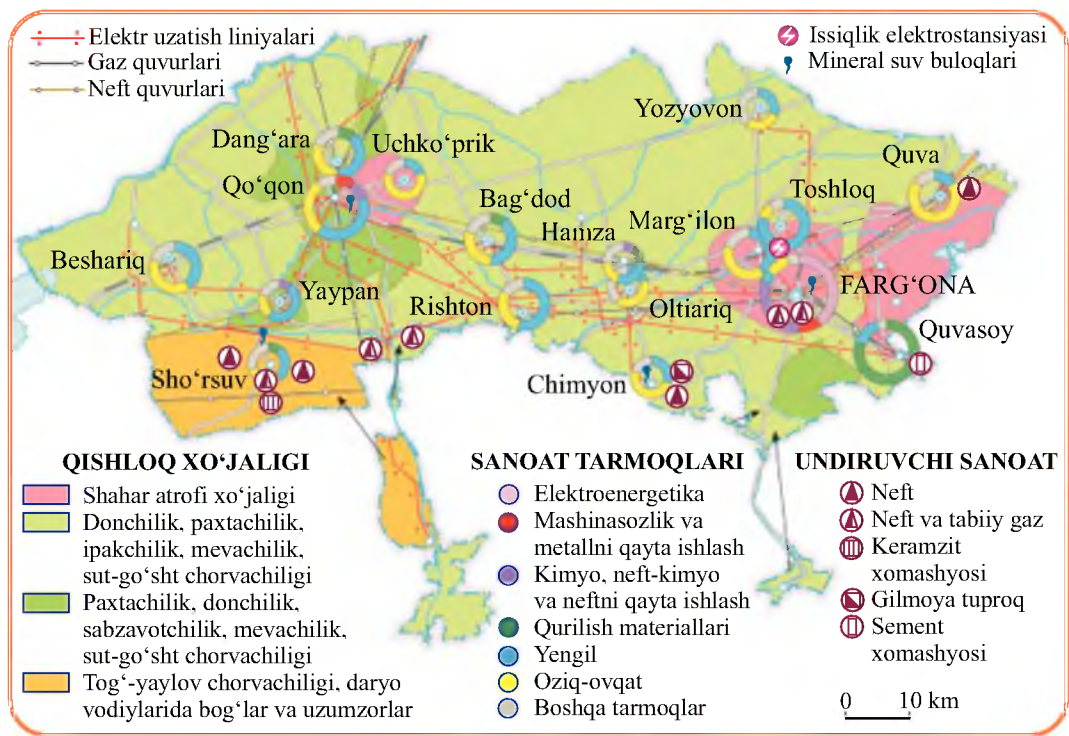 Elektr uzatish liniyalari
Gaz quvurlari
Neft quvurlari
Issiqlik elektrostansiyasi
Mineral suv buloqlari
Yozyovon
Dang‘ara
Uchko‘prik
Quva
Qo‘qon
Toshloq
Bag‘dod
Marg‘ilon
Hamza
Beshariq
Yaypan
FARG‘ONA
Rishton
Oltiariq
Quvasoy
Sho‘rsuv
Chimyon
QISHLOQ XO‘JALIGI
Shahar atrofi xo‘jaligi
Donchilik, paxtachilik,
ipakchilik, mevachilik,
sut-go‘sht chorvachiligi
Paxtachilik, donchilik,
sabzavotchilik, mevachilik,
sut-go‘sht chorvachiligi
Tog‘-yaylov chorvachiligi, daryo
vodiylarida bog‘lar va uzumzorlar
SANOAT TARMOQLARI
Elektroenergetika
Mashinasozlik va
metallni qayta ishlash
Kimyo, neft-kimyo
va neftni qayta ishlash
Qurilish materiallari
Yengil
Oziq-ovqat
Boshqa tarmoqlar
UNDIRUVCHI SANOAT
Neft
Neft va tabiiy gaz
Keramzit
xomashyosi
Gilmoya tuproq
Sement
xomashyosi
0 10 km